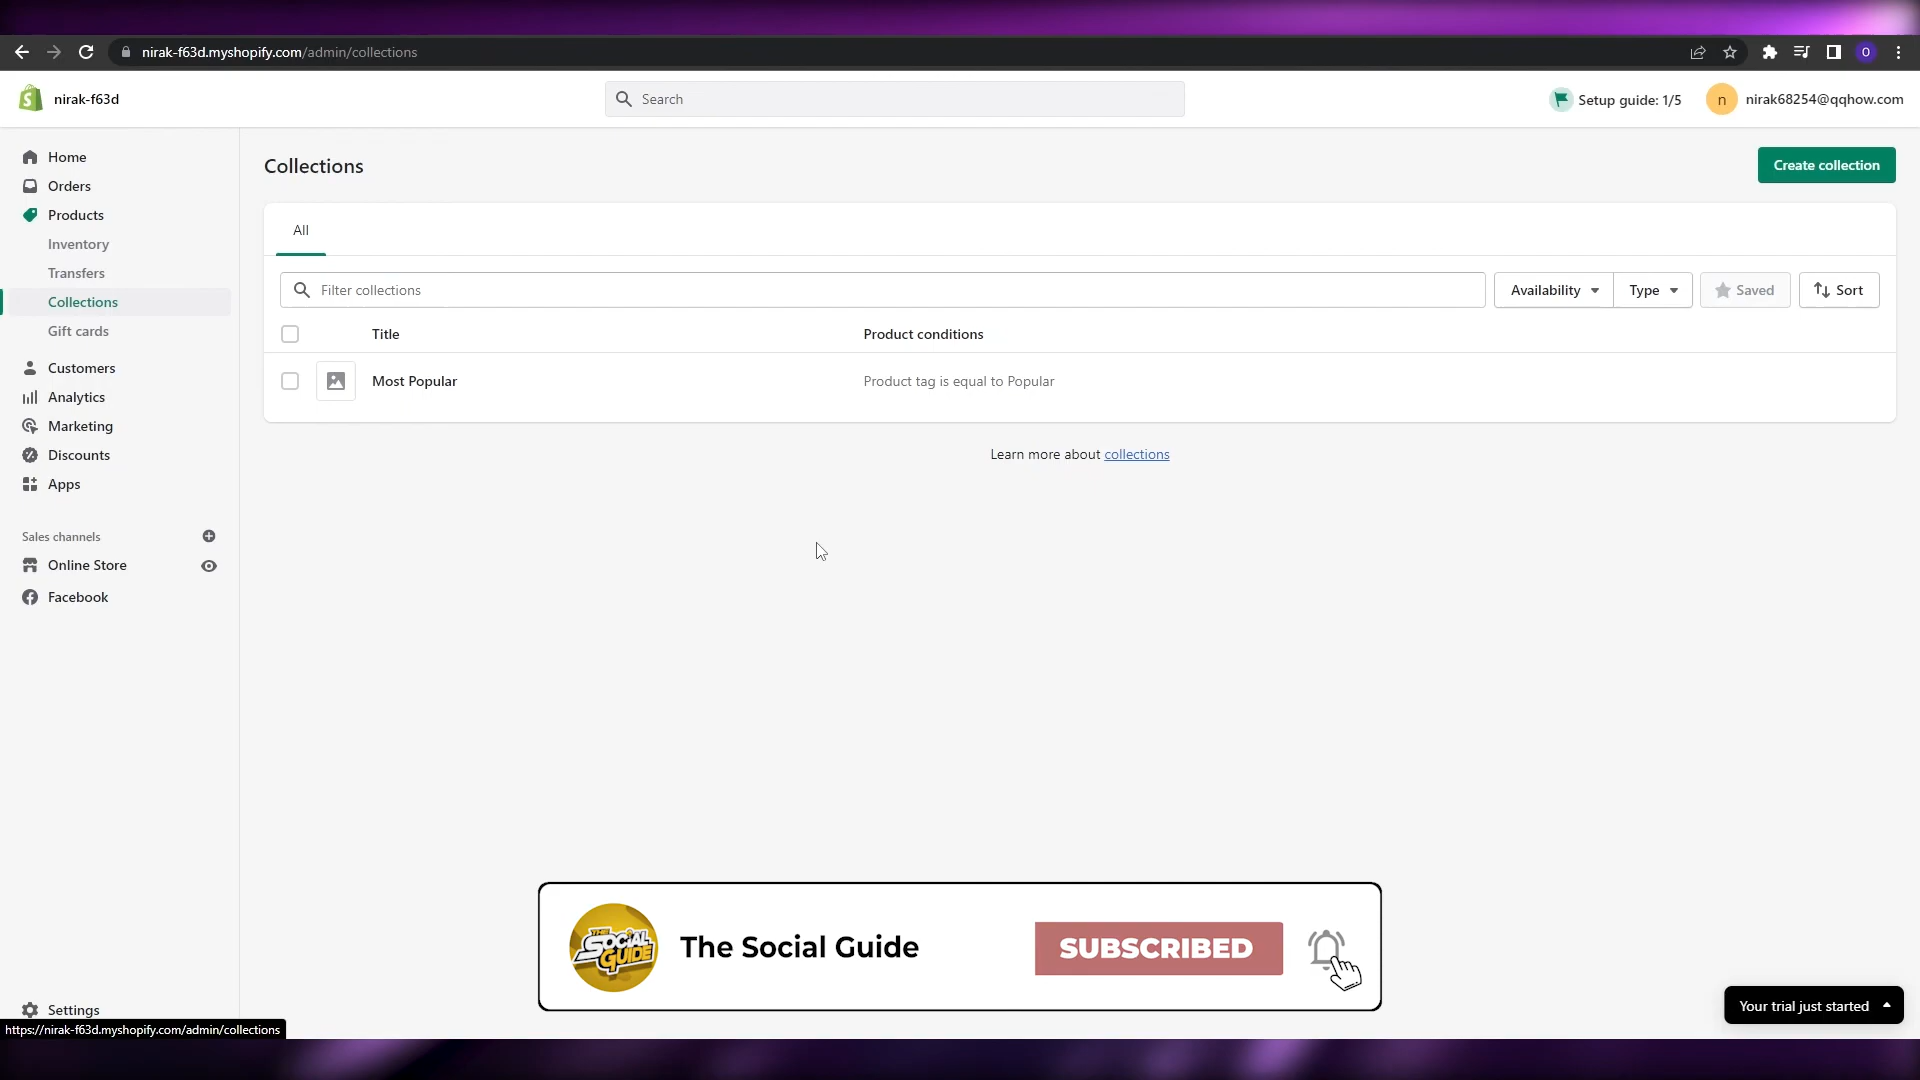 nirak-f63d.myshopify.com/admin/collections
O
nirak-f63d
Search
Setup guide: 1/5
n
nirak68254@qqhow.com
Home
Orders
Products
Inventory
Transfers
Collections
Gift cards
Customers
Analytics
Marketing
Discounts
Apps
Sales channels
Online Store
Facebook
Settings
https://nirak-f63d.myshopify.com/admin/collections
Collections
Create collection
All
Filter collections
Availability
Type
Saved
Sort
Title
Product conditions
Most Popular
Product tag is equal to Popular
Learn more about collections
THE SOCIAL GUIDE
The Social Guide
SUBSCRIBED
Your trial just started